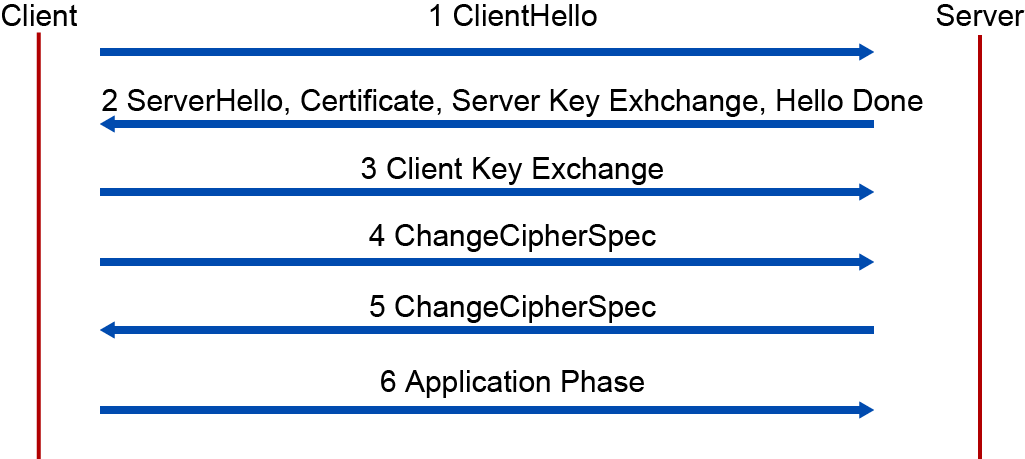 Client
1 ClientHello
Server
2 ServerHello, Certificate, Server Key Exhchange, Hello Done
3 Client Key Exchange
4 ChangeCipherSpec
5 ChangeCipherSpec
6 Application Phase